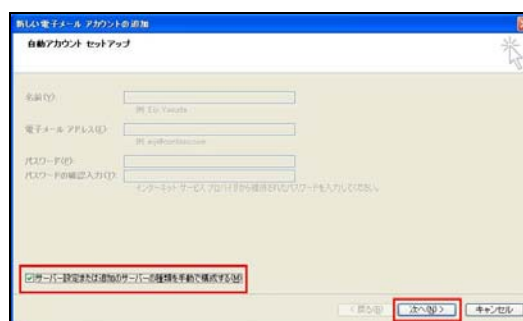 新しい電子メール アカウントの追加
自動アカウント セットアップ
名前(Y):
例: Eiji Yasuda
電子メール アドレス(E):
パスワード(P):
パスワードの確認入力(T):
インターネット サービス プロバイダから提供されたパスワードを入力してください。
サーバー設定または追加のサーバーの種類を手動で構成する(M)
< 戻る(B)
次へ(N) >
キャンセル